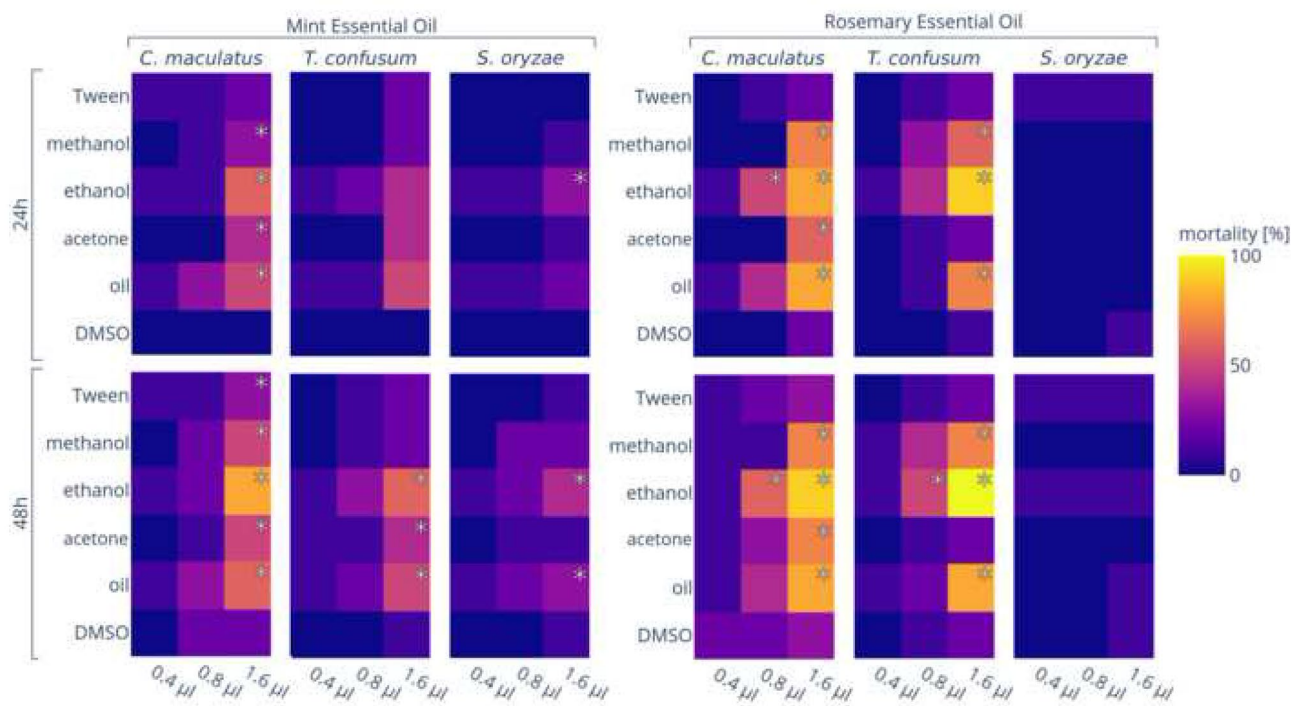 Mint Essential Oil
Rosemary Essential Oil
C. maculatus T. confusum S. oryzae
C. maculatus T. confusum S. oryzae
24h
Tween
methanol
ethanol
acetone
oil
DMSO
Tween
methanol
ethanol
acetone
oil
DMSO
mortality [%]
100
50
0
48h
Tween
methanol
ethanol
acetone
oil
DMSO
Tween
methanol
ethanol
acetone
oil
DMSO
0.4 µl 0.8 µl 1.6 µl 0.4 µl 0.8 µl 1.6 µl 0.4 µl 0.8 µl 1.6 µl
0.4 µl 0.8 µl 1.6 µl 0.4 µl 0.8 µl 1.6 µl 0.4 µl 0.8 µl 1.6 µl